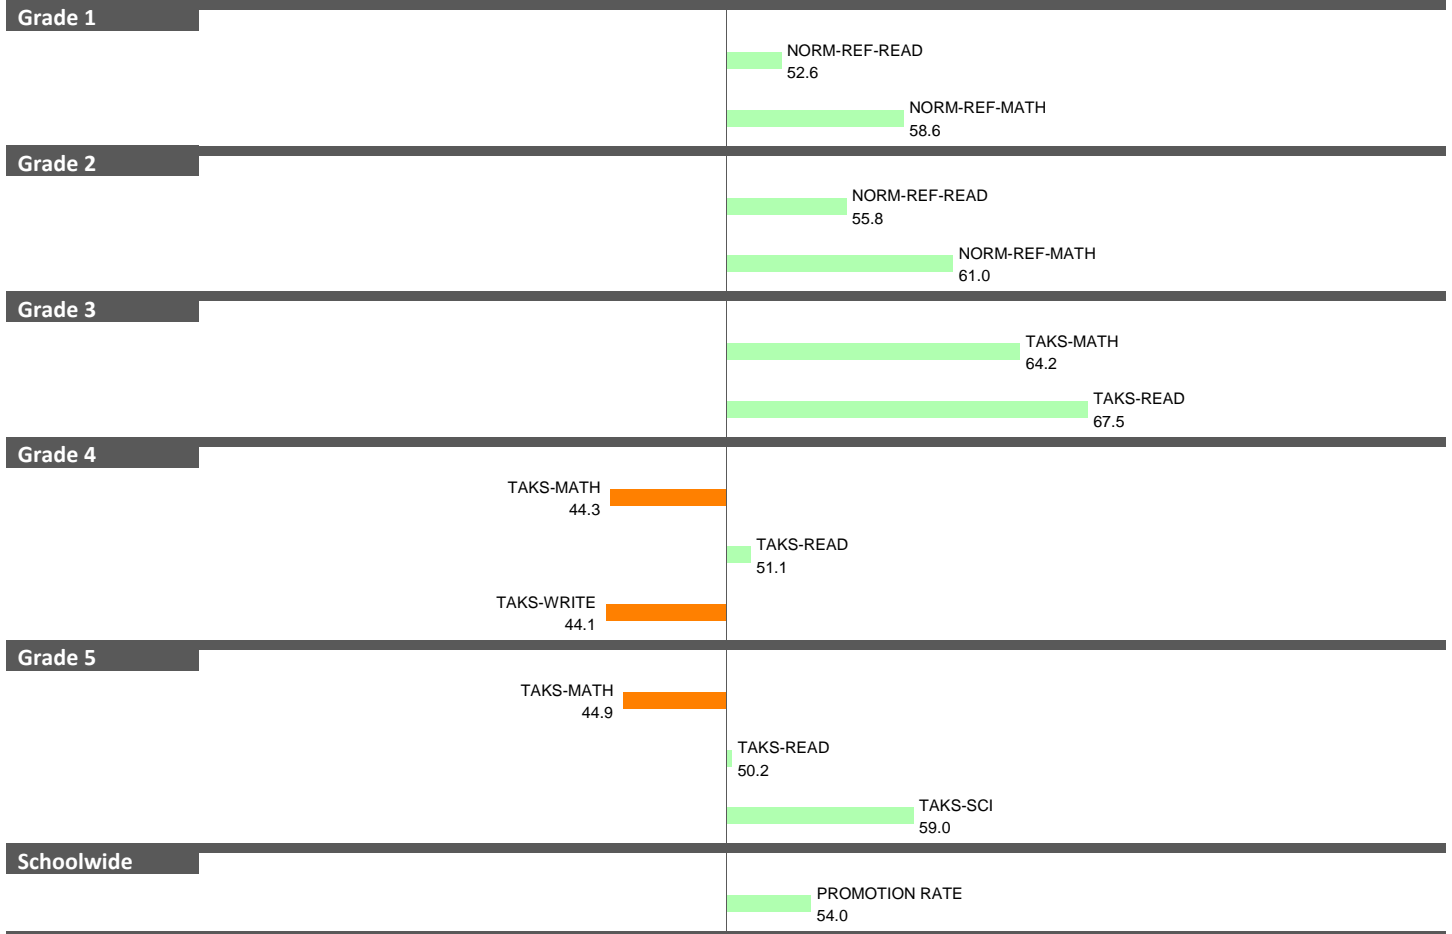 Grade 1
NORM-REF-READ
52.6
NORM-REF-MATH
58.6
Grade 2
NORM-REF-READ
55.8
NORM-REF-MATH
61.0
Grade 3
TAKS-MATH
64.2
TAKS-READ
67.5
Grade 4
TAKS-MATH
44.3
TAKS-READ
51.1
TAKS-WRITE
44.1
Grade 5
TAKS-MATH
44.9
TAKS-READ
50.2
TAKS-SCI
59.0
Schoolwide
PROMOTION RATE
54.0